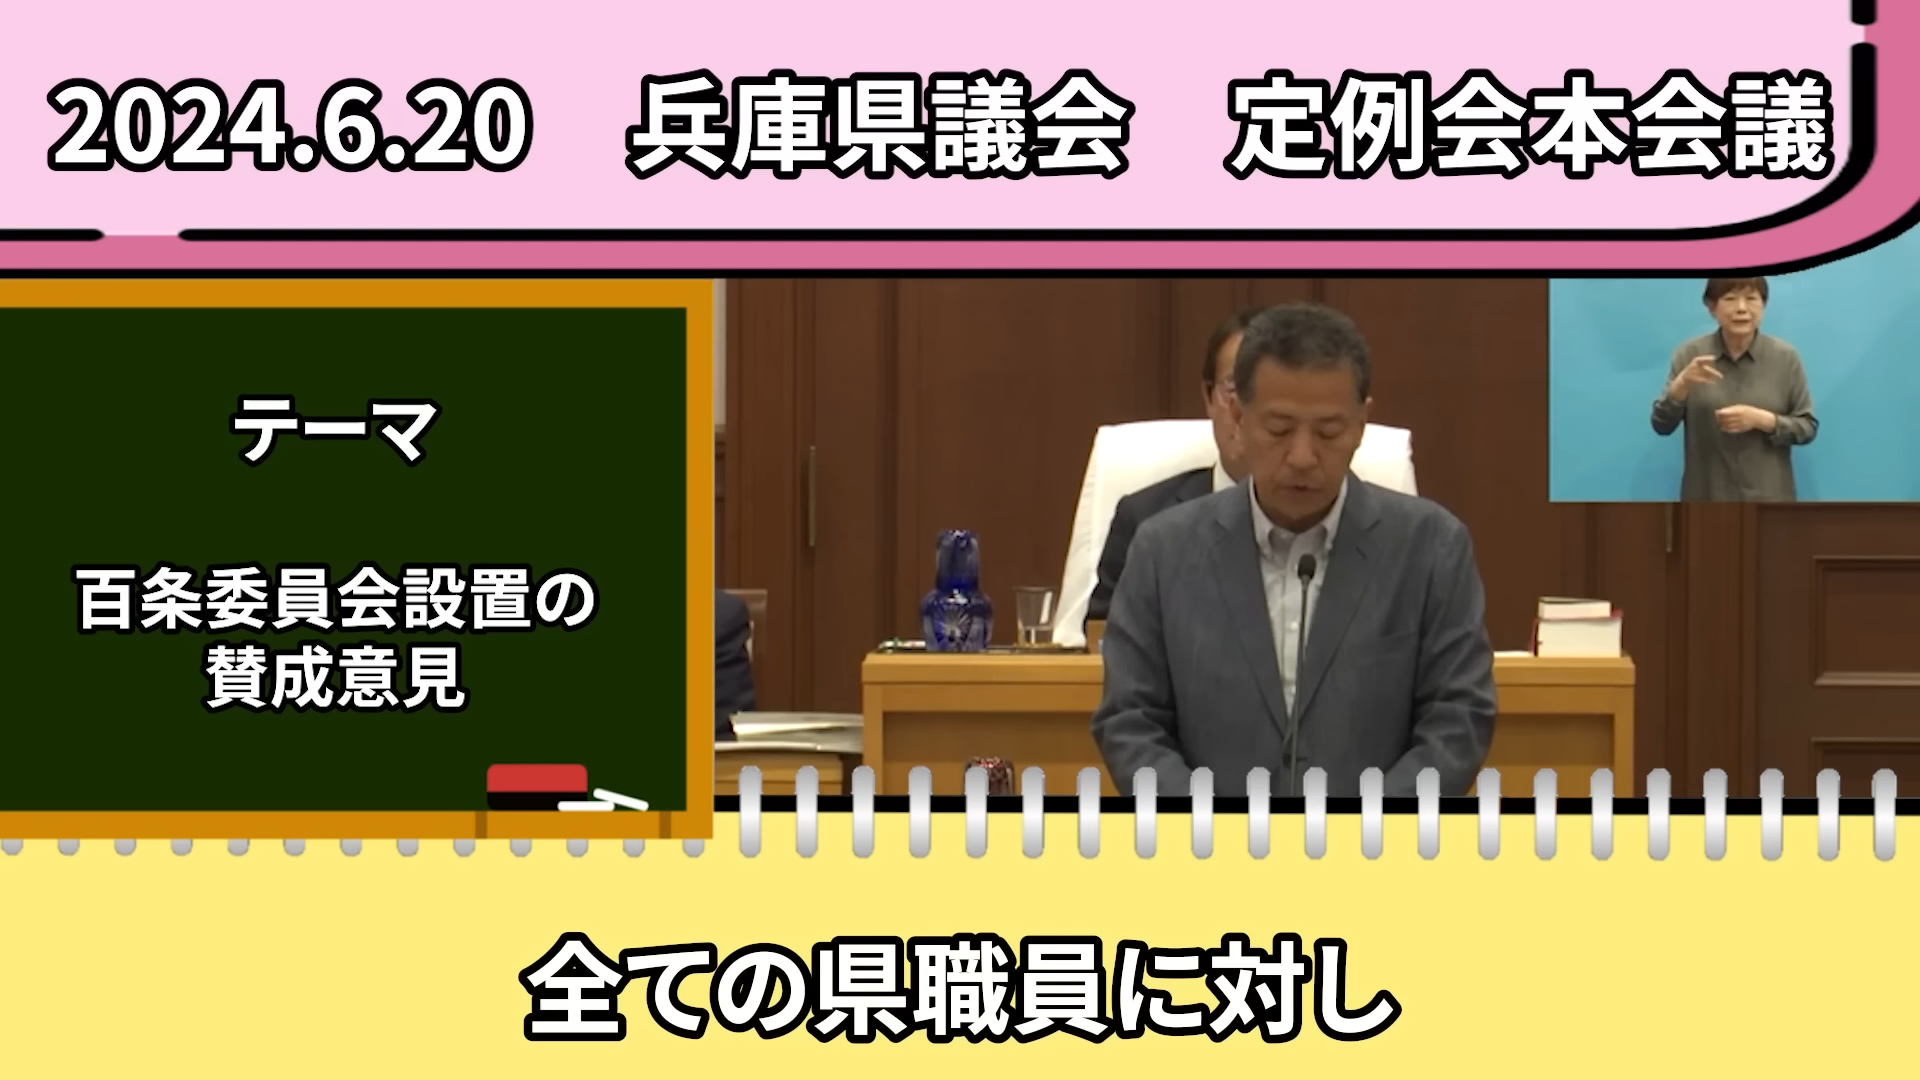 2024.6.20　兵庫県議会　定例会本会議
テーマ
百条委員会設置の
賛成意見
全ての県職員に対し